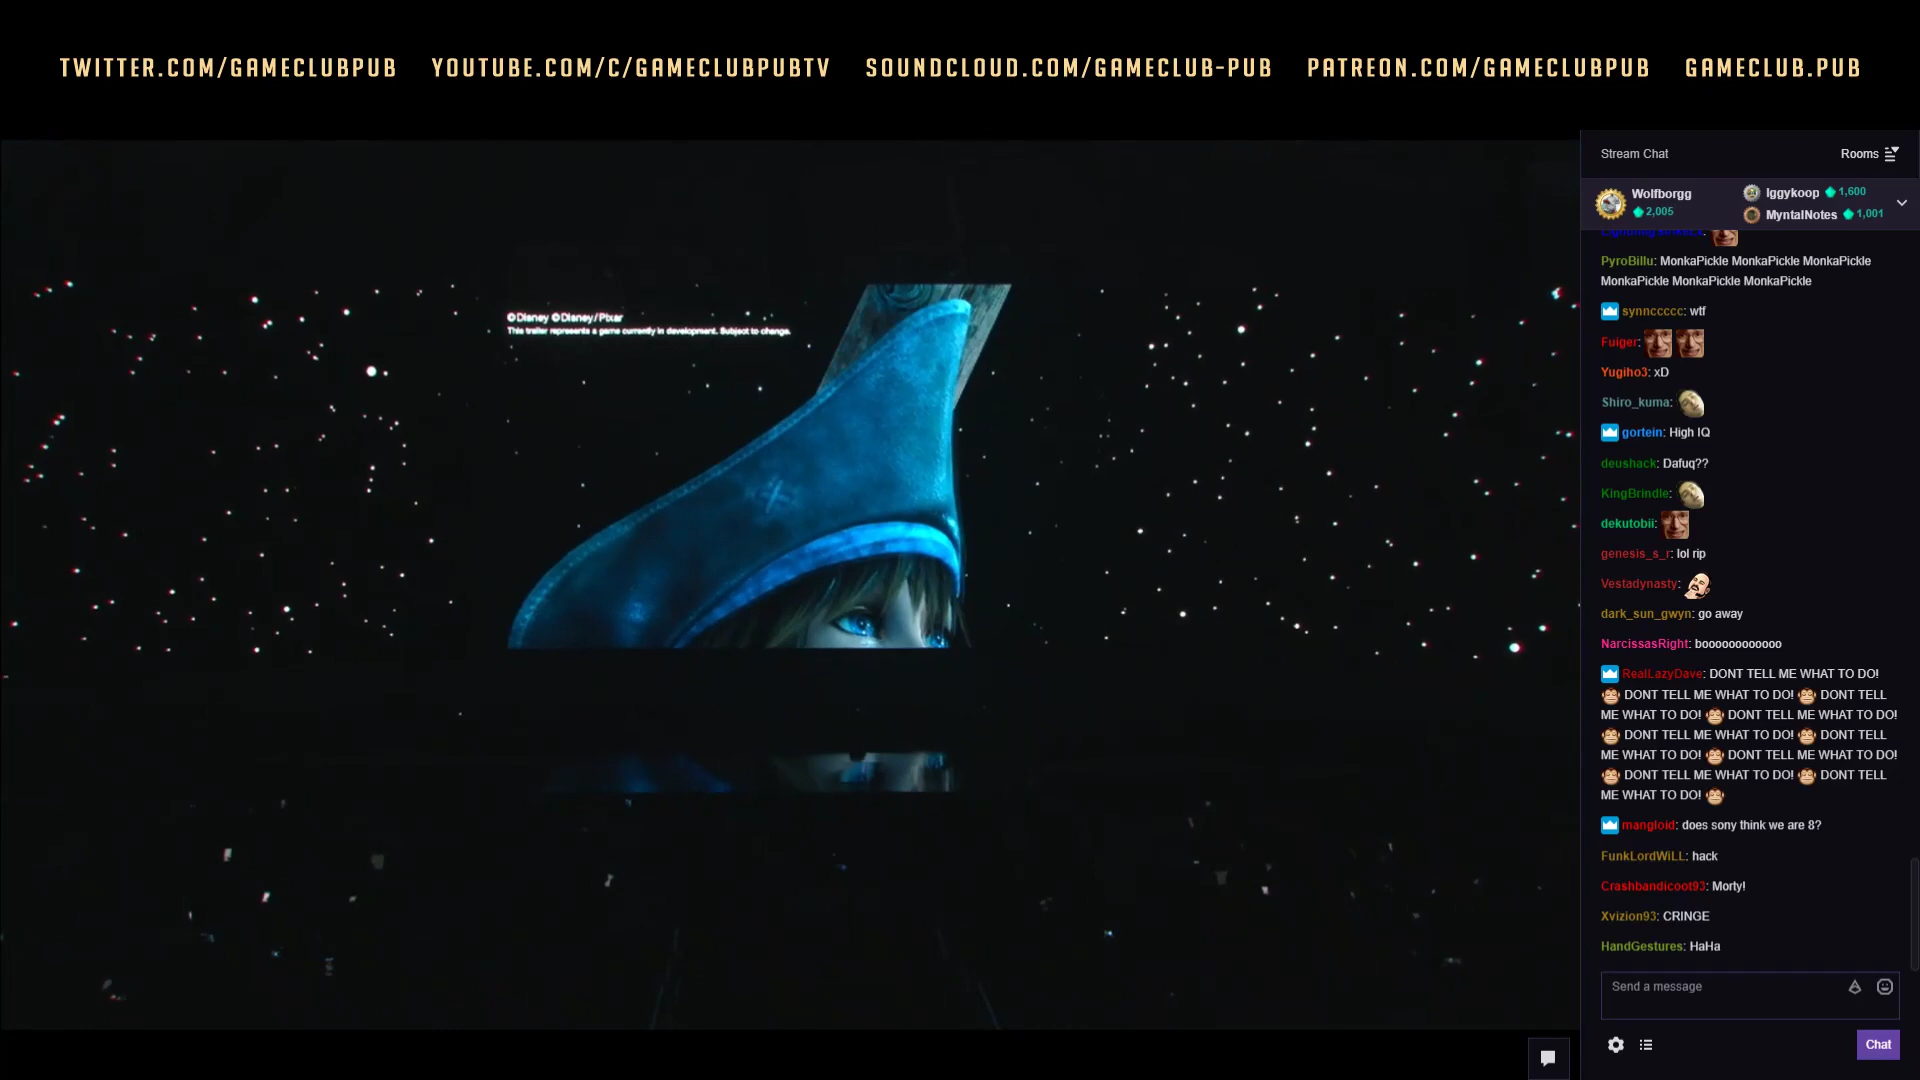 TWITTER.COM/GAMECLUBPUB YOUTUBE.COM/C/GAMECLUBPUBTV SOUNDCLOUD.COM/GAMECLUB-PUB PATREON.COM/GAMECLUBPUB GAMECLUB.PUB
©Disney ©Disney/Pixar
This trailer represents a game currently in development. Subject to change.
Stream Chat Rooms
Wolfborgg
2,005
Iggykoop 1,600
MyntalNotes 1,001
PyroBillu: MonkaPickle MonkaPickle MonkaPickle
MonkaPickle MonkaPickle MonkaPickle
synnccccc: wtf
Fuiger:
Yugiho3: xD
Shiro_kuma:
gortein: High IQ
deushack: Dafuq??
KingBrindle:
dekutobii:
genesis_s_r: lol rip
Vestadynasty:
dark_sun_gwyn: go away
NarcissasRight: boooooooooooo
RealLazyDave: DONT TELL ME WHAT TO DO!
DONT TELL ME WHAT TO DO! DONT TELL
ME WHAT TO DO! DONT TELL ME WHAT TO DO!
DONT TELL ME WHAT TO DO! DONT TELL
ME WHAT TO DO! DONT TELL ME WHAT TO DO!
DONT TELL ME WHAT TO DO! DONT TELL
ME WHAT TO DO!
mangloid: does sony think we are 8?
FunkLordWiLL: hack
Crashbandicoot93: Morty!
Xvizion93: CRINGE
HandGestures: HaHa
Send a message
Chat